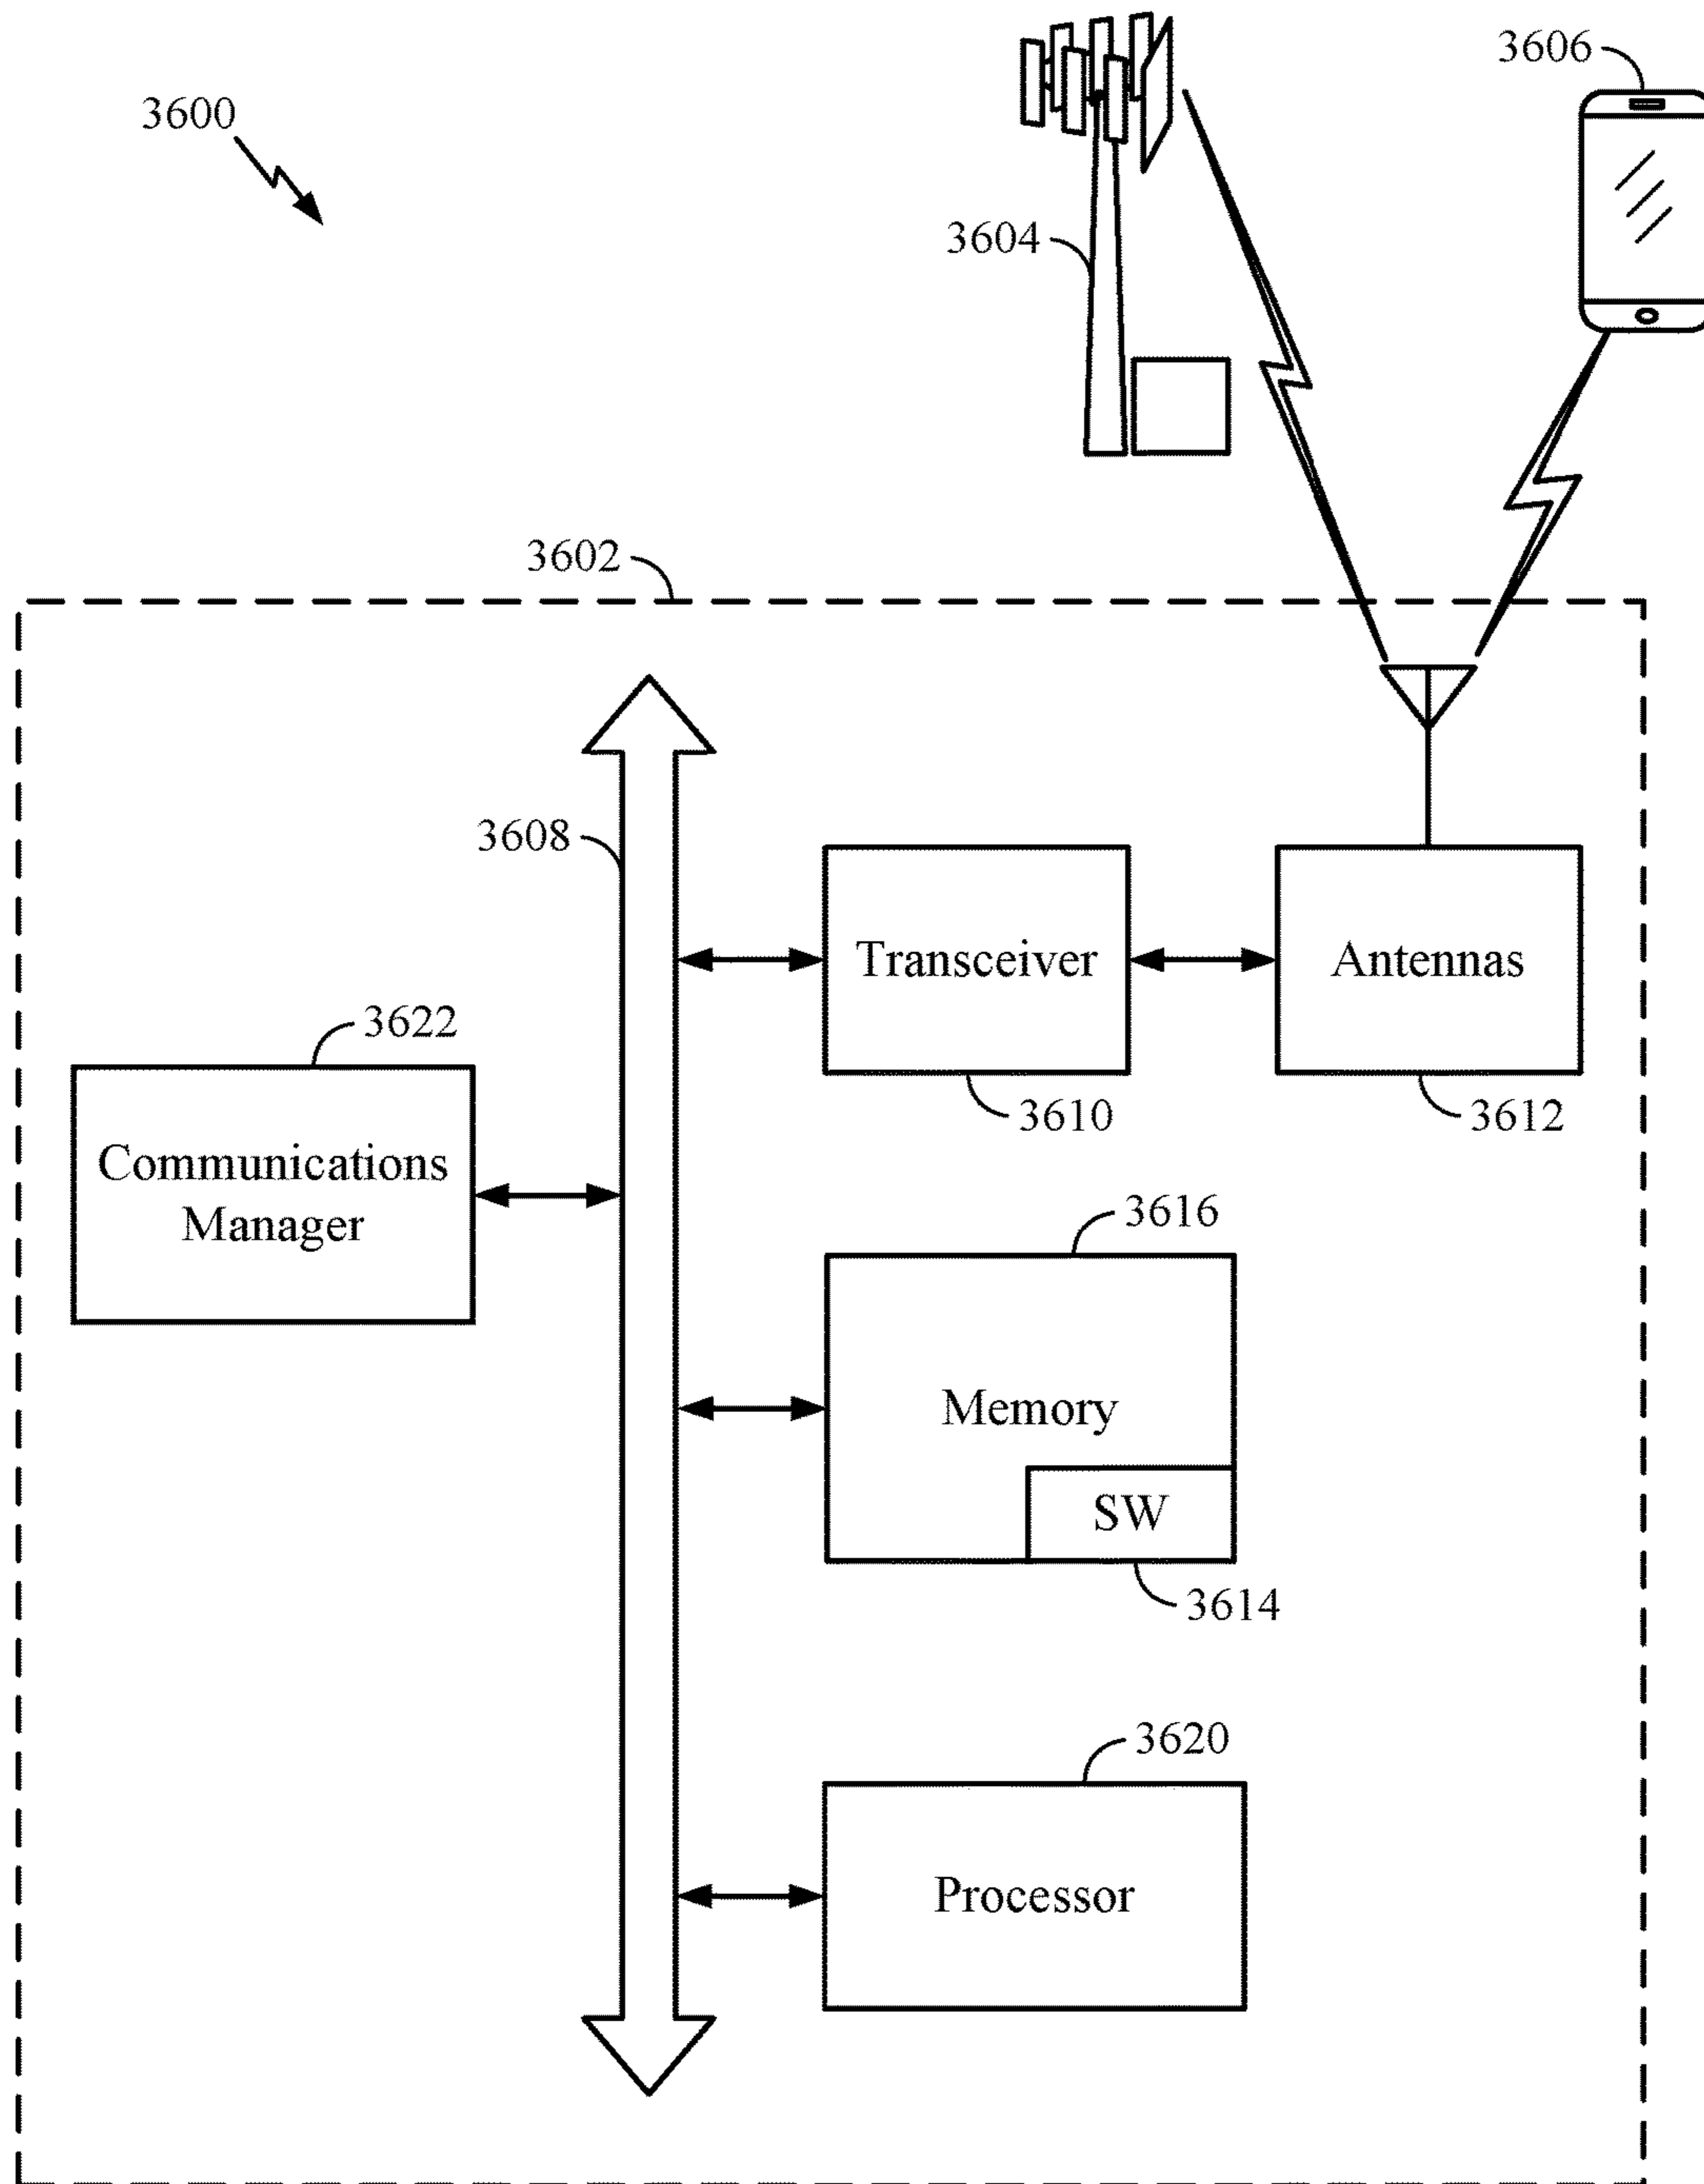 3606
3600
3604
3602
3608
Transceiver
Antennas
3622
3610
3612
Communications
Manager
3616
Memory
SW
3614
3620
Processor